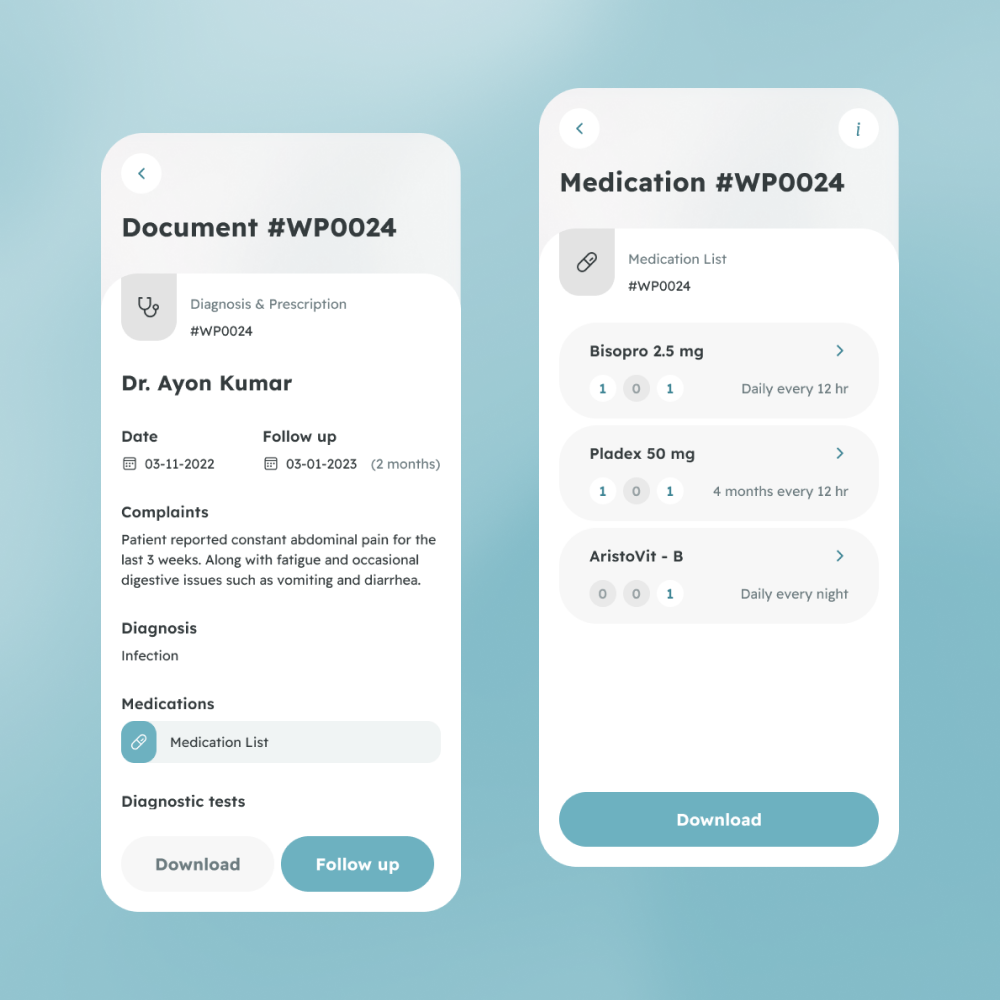 Document #WP0024
Diagnosis & Prescription
#WP0024
Dr. Ayon Kumar
Date
03-11-2022
Follow up
03-01-2023 (2 months)
Complaints
Patient reported constant abdominal pain for the
last 3 weeks. Along with fatigue and occasional
digestive issues such as vomiting and diarrhea.
Diagnosis
Infection
Medications
Medication List
Diagnostic tests
Download
Follow up
i
Medication #WP0024
Medication List
#WP0024
Bisopro 2.5 mg
1 0 1 Daily every 12 hr
Pladex 50 mg
1 0 1 4 months every 12 hr
AristoVit - B
0 0 1 Daily every night
Download